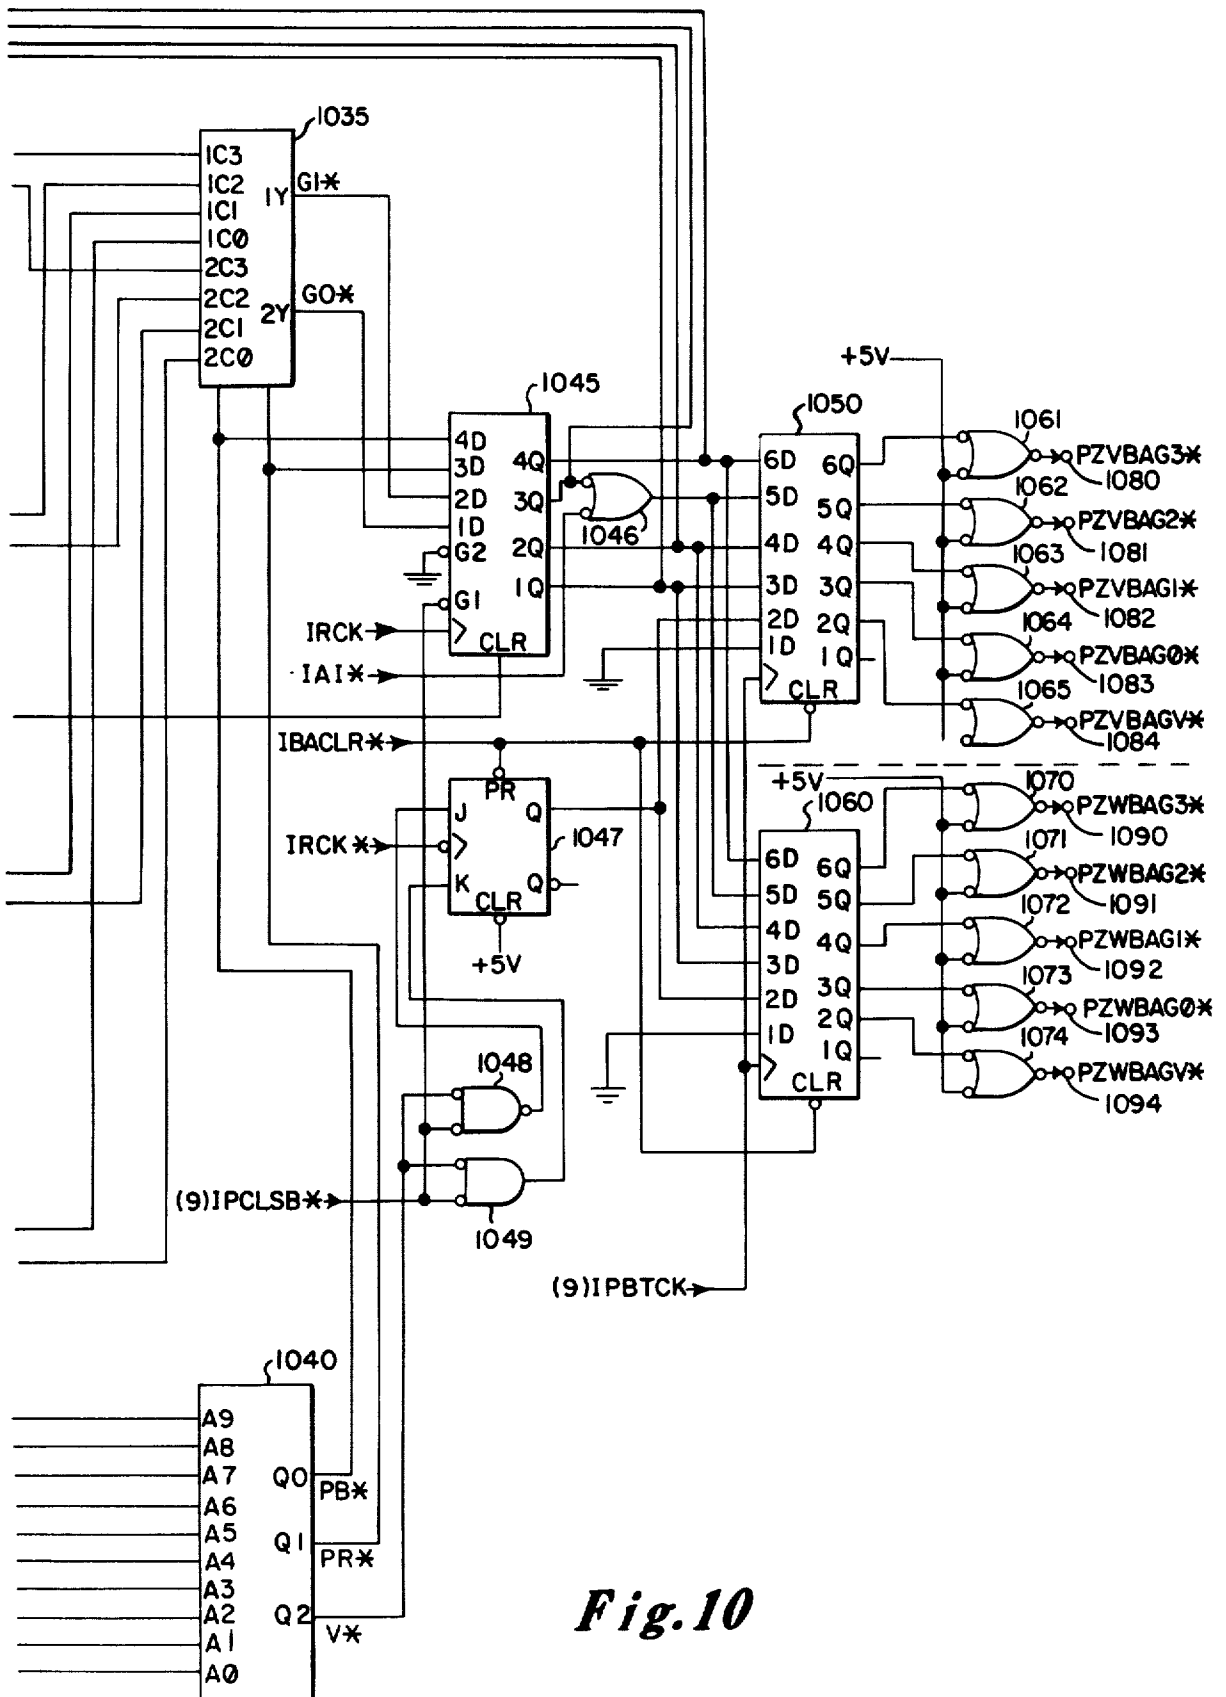 1035
1C3
1C2
1C1
1C0
2C3
2C2
2C1
2C0
1Y
G1*
2Y
G0*
1045
4D
3D
2D
1D
G2
G1
CLR
4Q
3Q
2Q
1Q
IRCK
IAI*
1046
IBACLR*
PR
J
Q
K
Q
CLR
1047
IRCK*
+5V
1048
1049
(9)IPCLSB*
(9)IPBTCK
1050
6D
5D
4D
3D
2D
1D
CLR
6Q
5Q
4Q
3Q
2Q
1Q
+5V
1061
PZVBAG3*
1080
1062
PZVBAG2*
1081
1063
PZVBAG1*
1082
1064
PZVBAG0*
1083
1065
PZVBAGV*
1084
+5V
1060
6D
5D
4D
3D
2D
1D
CLR
6Q
5Q
4Q
3Q
2Q
1Q
1070
PZWBAG3*
1090
1071
PZWBAG2*
1091
1072
PZWBAG1*
1092
1073
PZWBAG0*
1093
1074
PZWBAGV*
1094
1040
A9
A8
A7
A6
A5
A4
A3
A2
A1
A0
Q0
PB*
Q1
PR*
Q2
V*
Fig.10